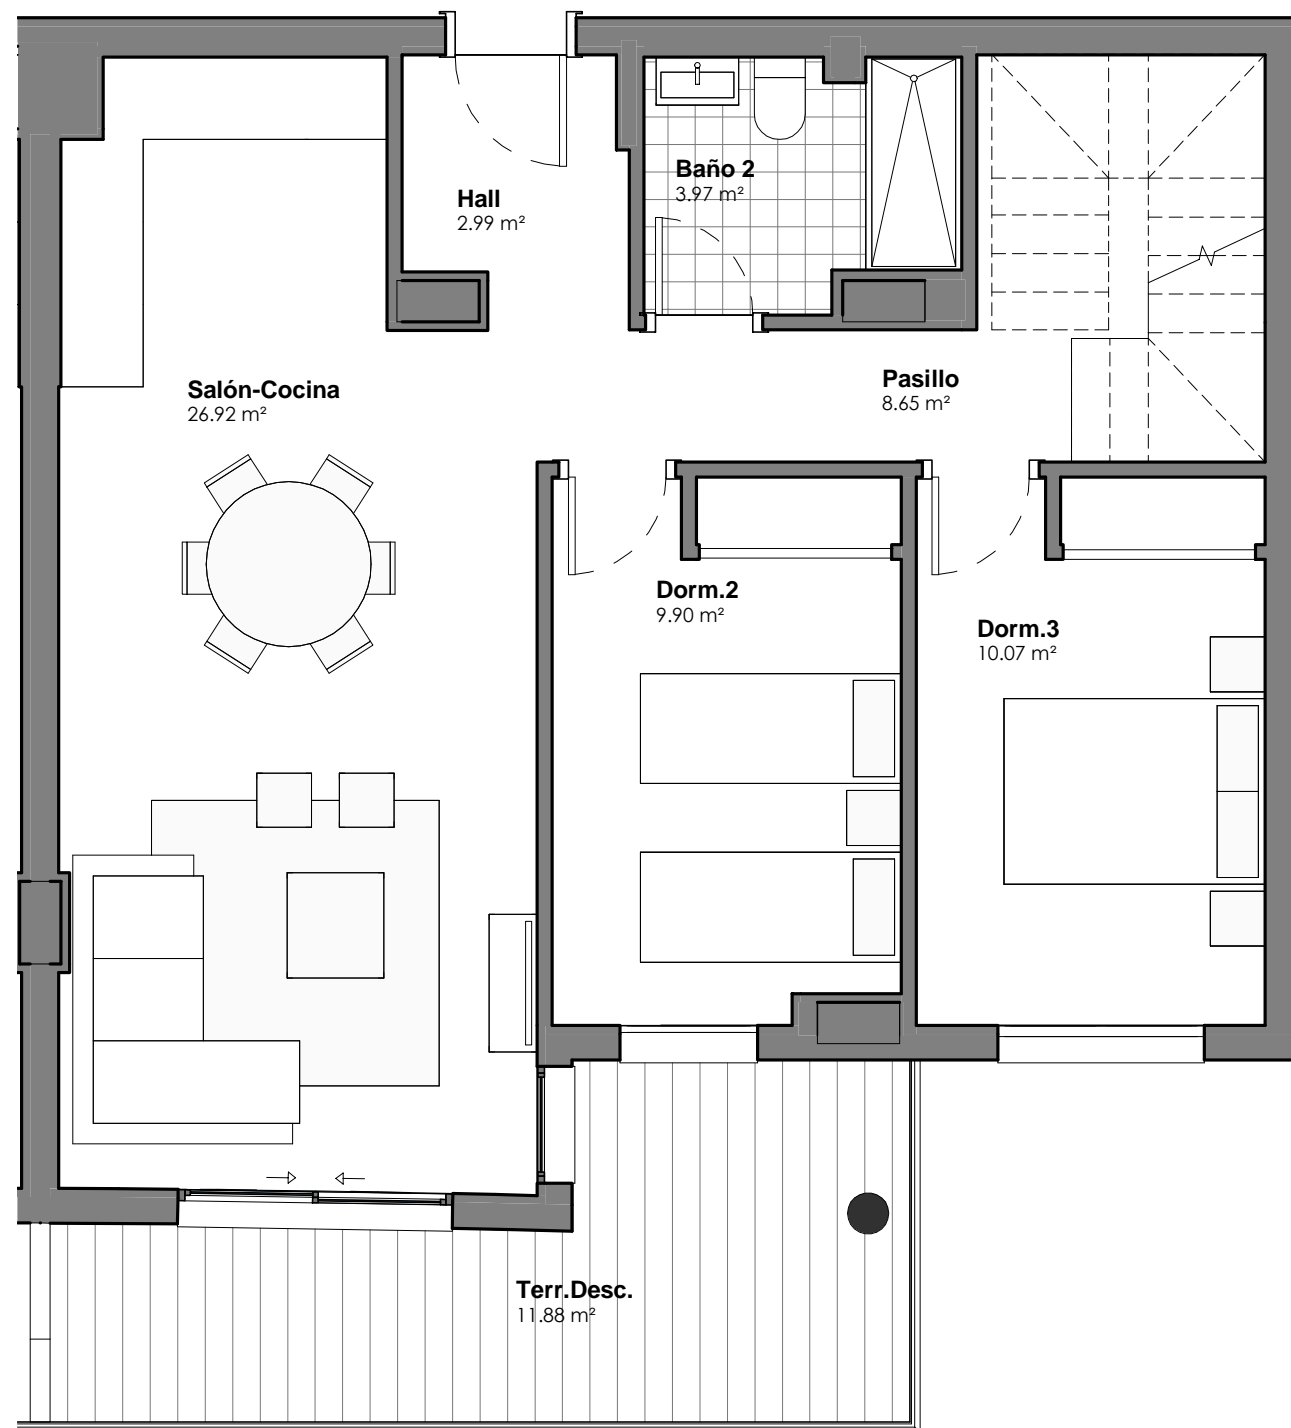 Baño 2
3.97 m²
Hall
2.99 m²
Salón-Cocina
26.92 m²
Pasillo
8.65 m²
Dorm.2
9.90 m²
Dorm.3
10.07 m²
Terr.Desc.
11.88 m²